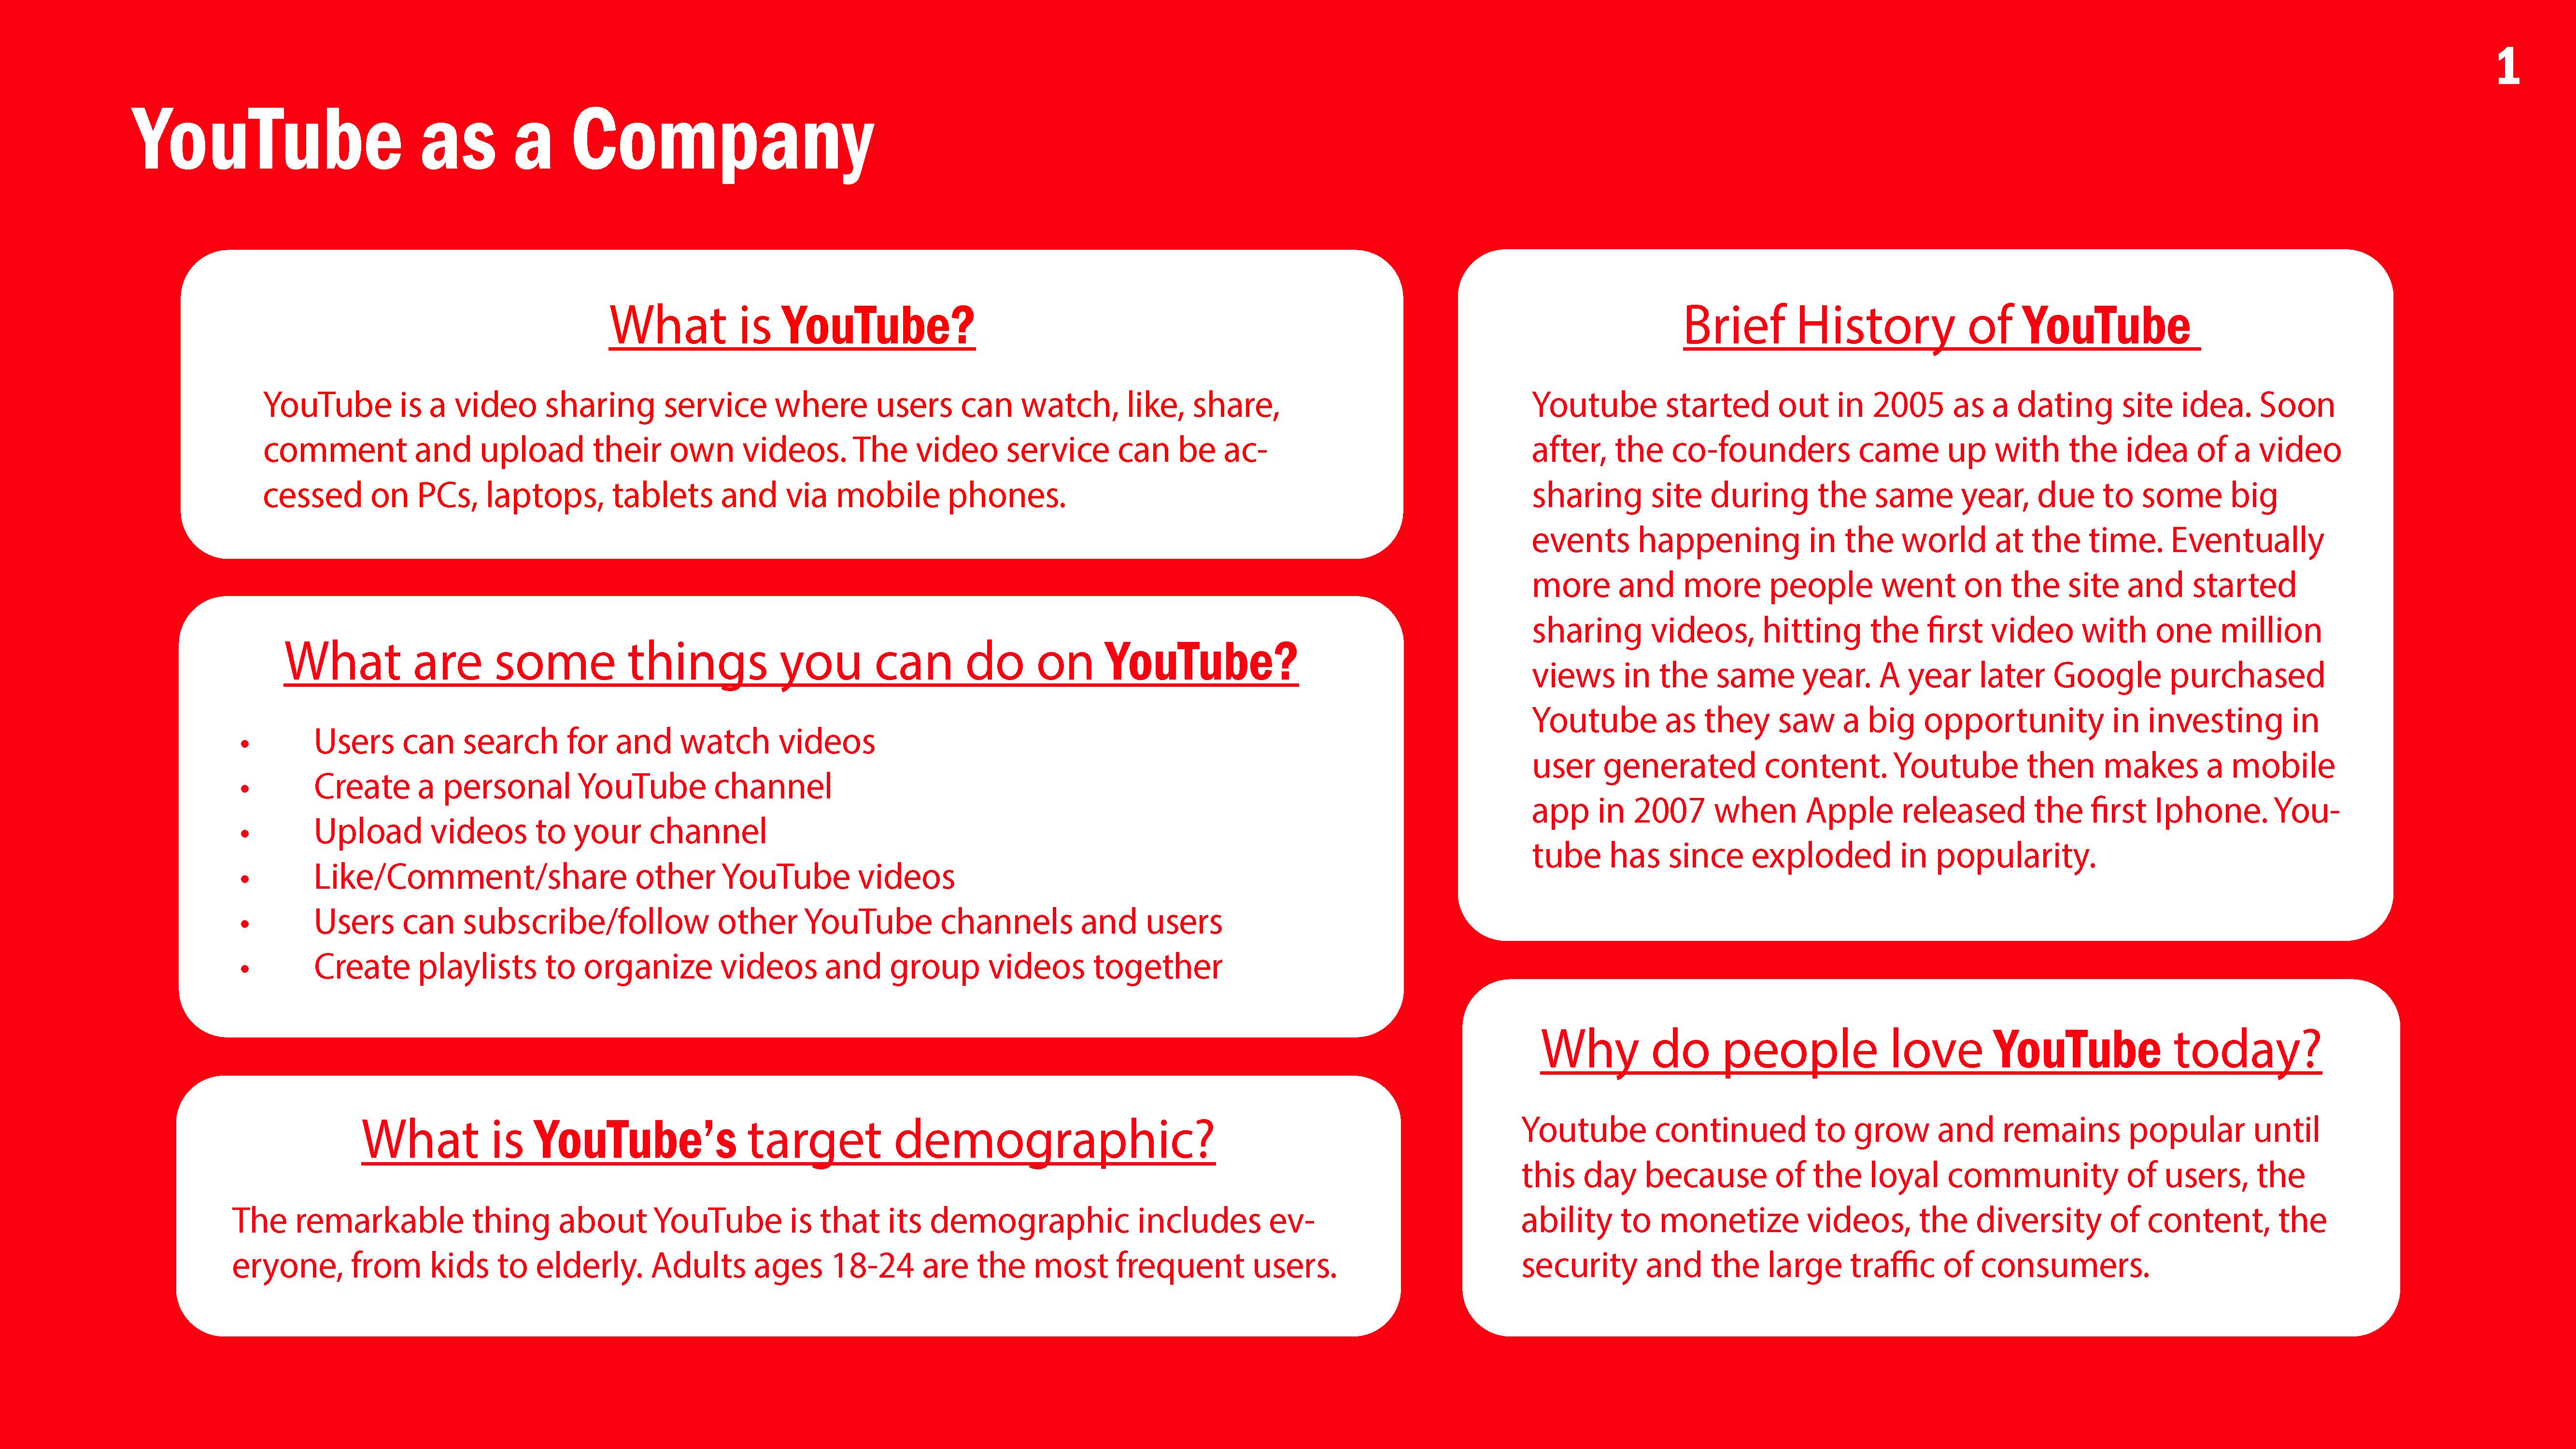 1
YouTube as a Company
What is YouTube?
YouTube is a video sharing service where users can watch, like, share,
comment and upload their own videos. The video service can be ac-
cessed on PCs, laptops, tablets and via mobile phones.
What are some things you can do on YouTube?
• Users can search for and watch videos
• Create a personal YouTube channel
• Upload videos to your channel
• Like/Comment/share other YouTube videos
• Users can subscribe/follow other YouTube channels and users
• Create playlists to organize videos and group videos together
What is YouTube’s target demographic?
The remarkable thing about YouTube is that its demographic includes ev-
eryone, from kids to elderly. Adults ages 18-24 are the most frequent users.
Brief History of YouTube
Youtube started out in 2005 as a dating site idea. Soon
after, the co-founders came up with the idea of a video
sharing site during the same year, due to some big
events happening in the world at the time. Eventually
more and more people went on the site and started
sharing videos, hitting the first video with one million
views in the same year. A year later Google purchased
Youtube as they saw a big opportunity in investing in
user generated content. Youtube then makes a mobile
app in 2007 when Apple released the first Iphone. You-
tube has since exploded in popularity.
Why do people love YouTube today?
Youtube continued to grow and remains popular until
this day because of the loyal community of users, the
ability to monetize videos, the diversity of content, the
security and the large traffic of consumers.